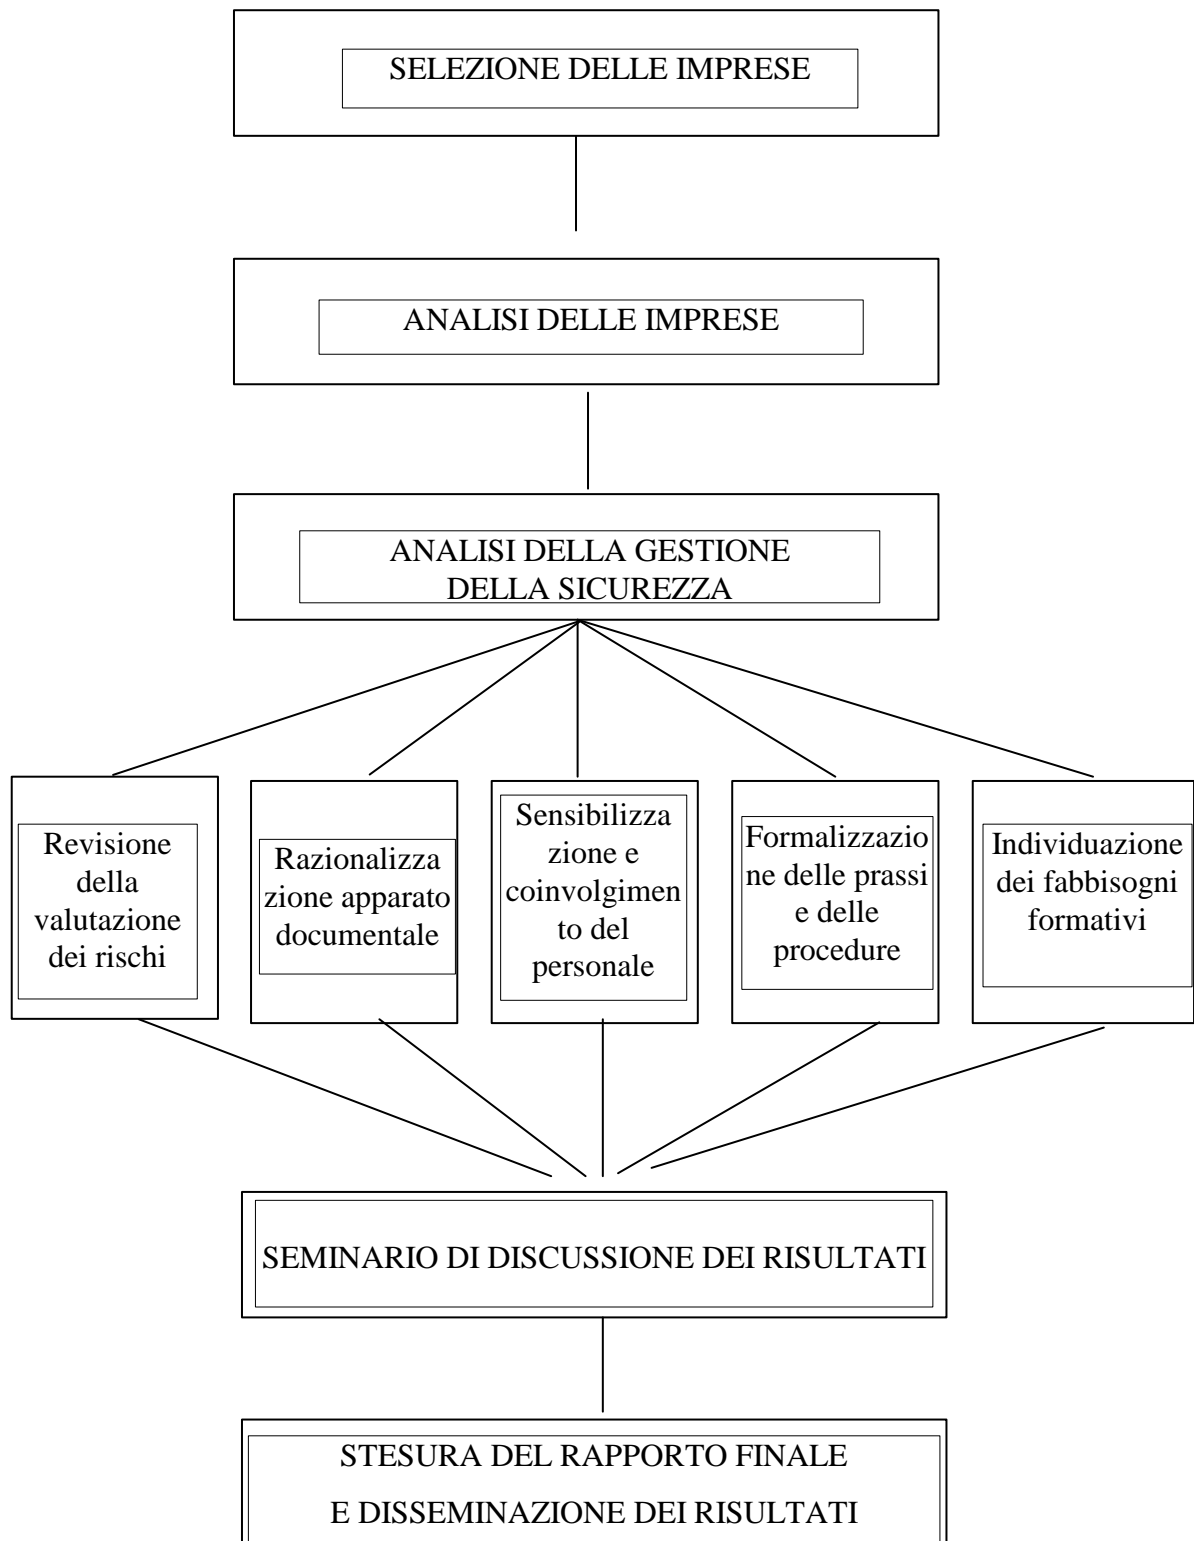 SELEZIONE DELLE IMPRESE
ANALISI DELLE IMPRESE
ANALISI DELLA GESTIONE
DELLA SICUREZZA
Revisione
della
valutazione
dei rischi
Razionalizza
zione apparato
documentale
Sensibilizza
zione e
coinvolgimen
to del
personale
Formalizzazio
ne delle prassi
e delle
procedure
Individuazione
dei fabbisogni
formativi
SEMINARIO DI DISCUSSIONE DEI RISULTATI
STESURA DEL RAPPORTO FINALE
E DISSEMINAZIONE DEI RISULTATI